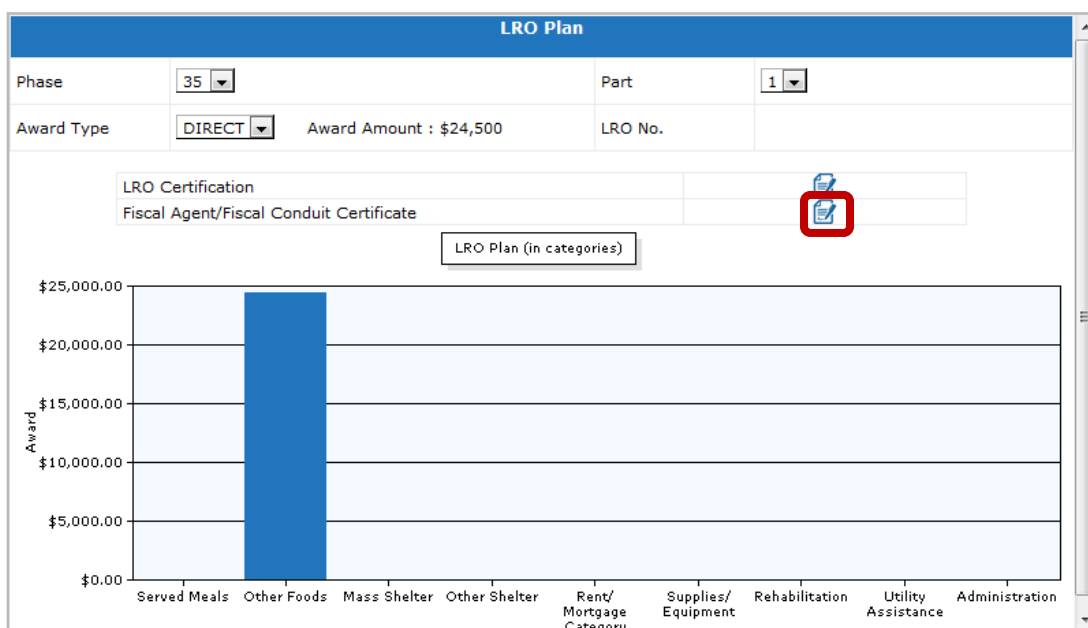 LRO Plan
Phase 35 Part 1
Award Type DIRECT Award Amount : $24,500 LRO No.
LRO Certification
Fiscal Agent/Fiscal Conduit Certificate
LRO Plan (in categories)
$25,000.00
$20,000.00
$15,000.00
$10,000.00
$5,000.00
$0.00
Award
Served Meals Other Foods Mass Shelter Other Shelter Rent/ Supplies/ Rehabilitation Utility Administration
Mortgage Equipment Assistance
Category